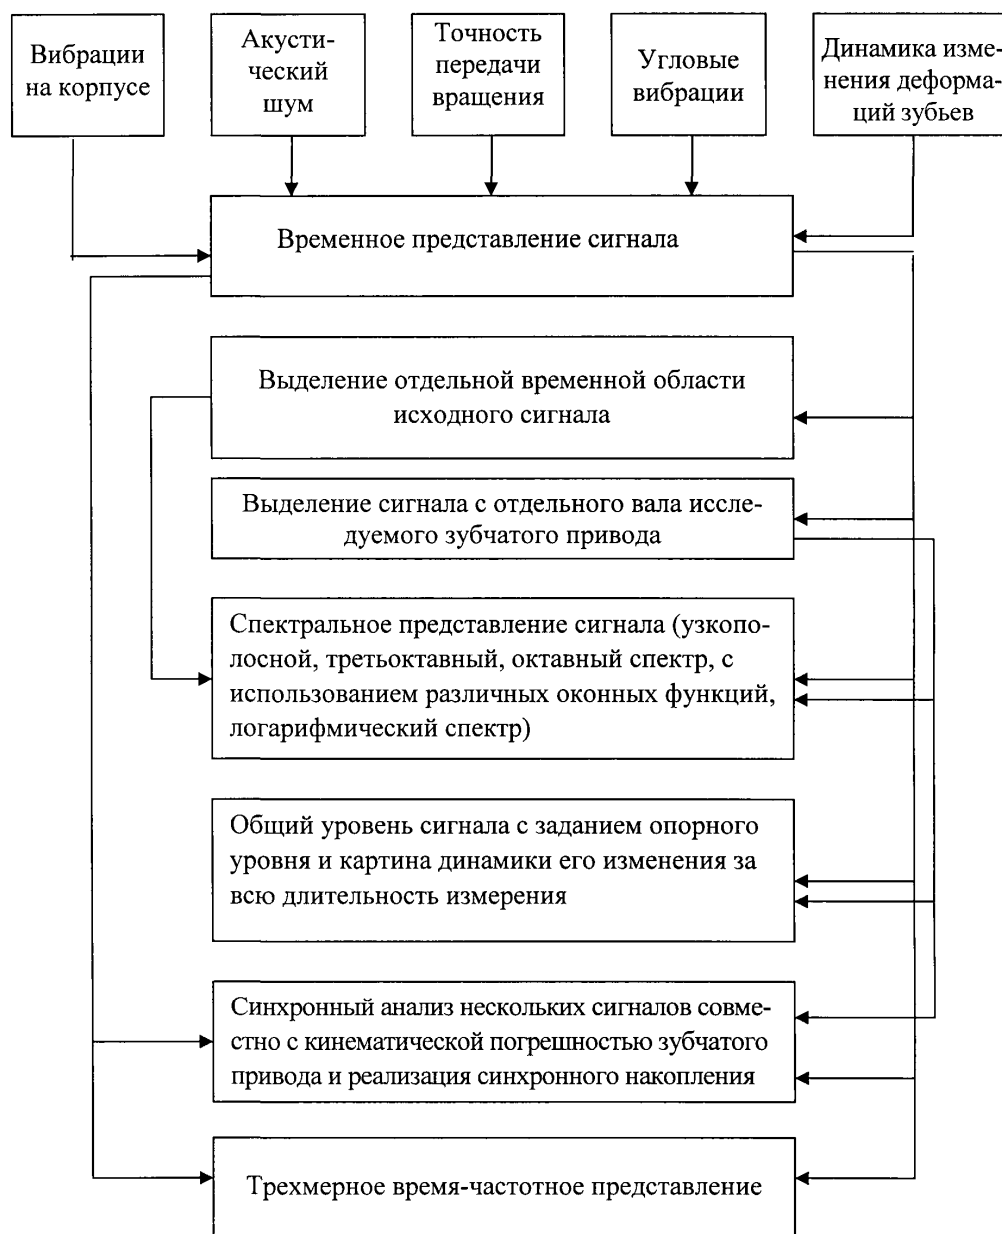 Вибрации
на корпусе
Акусти-
ческий
шум
Точность
передачи
вращения
Угловые
вибрации
Динамика изме-
нения деформа-
ций зубьев
Временное представление сигнала
Выделение отдельной временной области
исходного сигнала
Выделение сигнала с отдельного вала иссле-
дуемого зубчатого привода
Спектральное представление сигнала (узкопо-
лосной, третьоктавный, октавный спектр, с
использованием различных оконных функций,
логарифмический спектр)
Общий уровень сигнала с заданием опорного
уровня и картина динамики его изменения за
всю длительность измерения
Синхронный анализ нескольких сигналов совме-
стно с кинематической погрешностью зубчатого
привода и реализация синхронного накопления
Трехмерное время-частотное представление